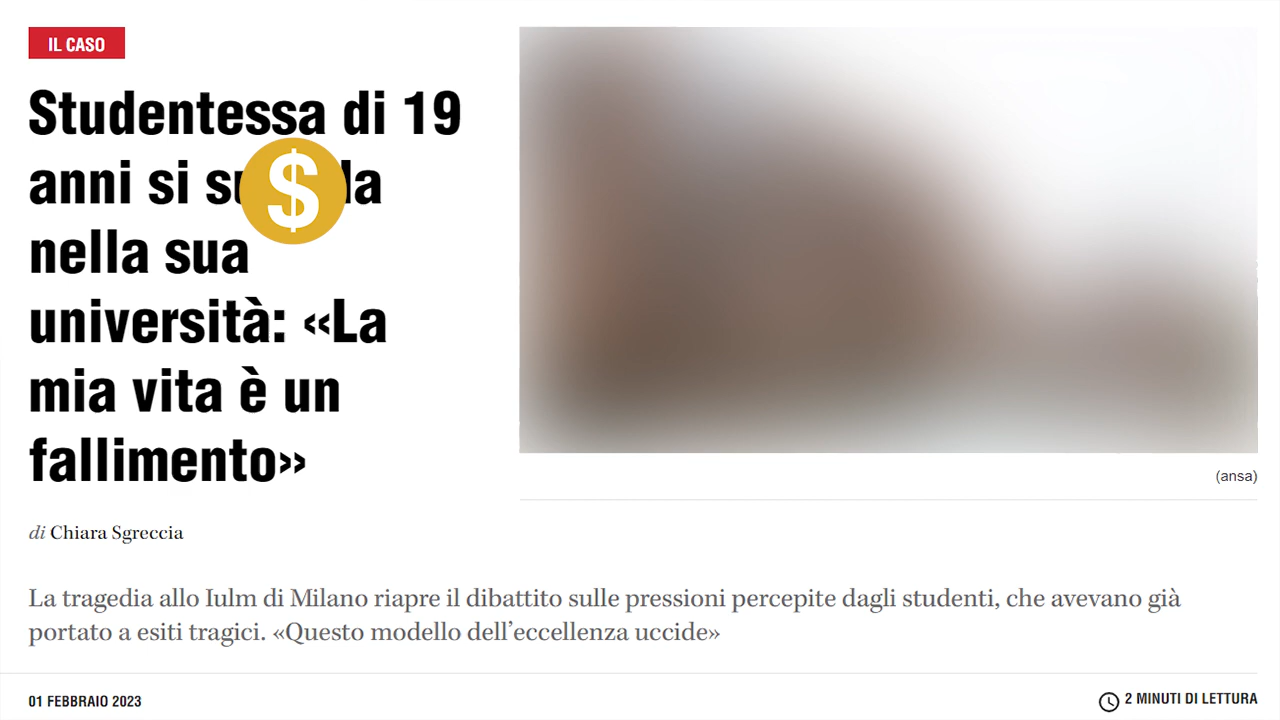 IL CASO
Studentessa di 19
anni si
$
nella sua
università: «La
mia vita è un
fallimento»
(ansa)
di Chiara Sgreccia
La tragedia allo Iulm di Milano riapre il dibattito sulle pressioni percepite dagli studenti, che avevano già
portato a esiti tragici. «Questo modello dell’eccellenza uccide»
01 FEBBRAIO 2023
2 MINUTI DI LETTURA